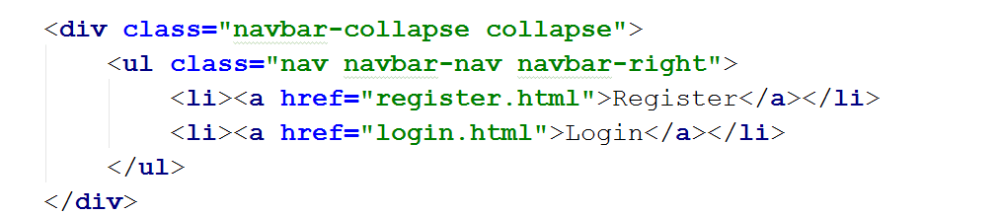 <div class="navbar-collapse collapse">
    <ul class="nav navbar-nav navbar-right">
        <li><a href="register.html">Register</a></li>
        <li><a href="login.html">Login</a></li>
    </ul>
</div>